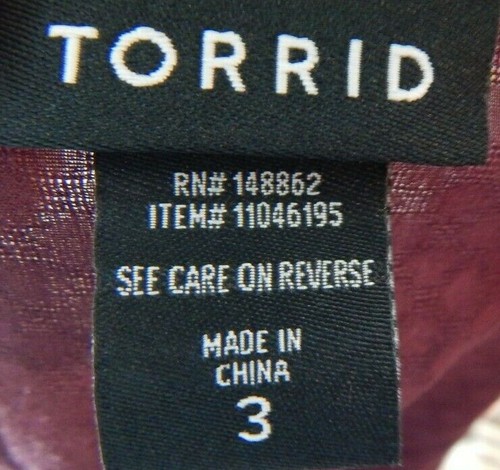 TORRID
RN# 148862
ITEM# 11046195
SEE CARE ON REVERSE
MADE IN
CHINA
3